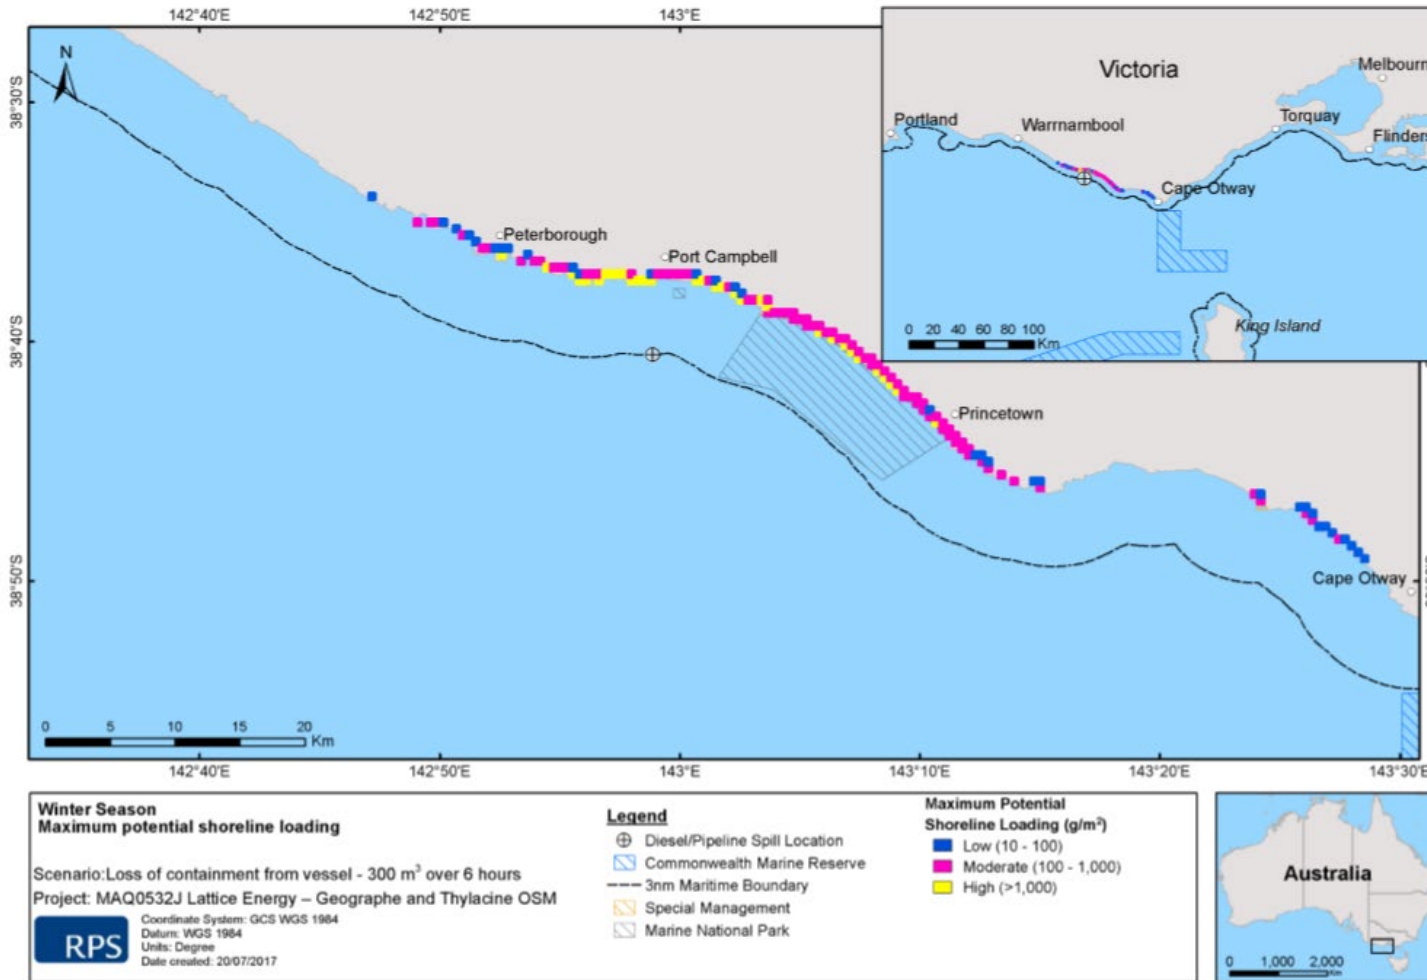 142°40'E 142°50'E 143°E
N
38°30'S
38°40'S
38°50'S
Peterborough
Port Campbell
Princetown
Cape Otway
0 5 10 15 20
Km
142°40'E 142°50'E 143°E 143°10'E 143°20'E 143°30'E
Victoria
Melbourn
Portland
Warrnambool
Torquay
Flinders
Cape Otway
King Island
0 20 40 60 80 100
Km
Winter Season
Maximum potential shoreline loading
Scenario:Loss of containment from vessel - 300 m³ over 6 hours
Project: MAQ0532J Lattice Energy – Geographe and Thylacine OSM
RPS
Coordinate System: GCS WGS 1984
Datum: WGS 1984
Units: Degree
Date created: 20/07/2017
Legend
Diesel/Pipeline Spill Location
Commonwealth Marine Reserve
3nm Maritime Boundary
Special Management
Marine National Park
Maximum Potential
Shoreline Loading (g/m²)
Low (10 - 100)
Moderate (100 - 1,000)
High (>1,000)
Australia
0 1,000 2,000
Km